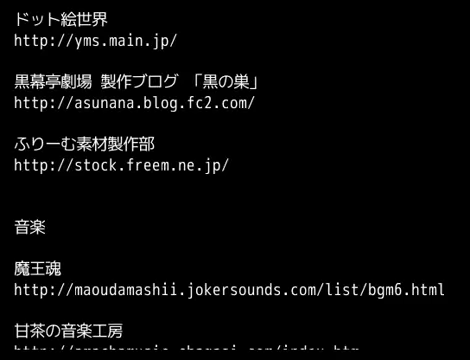 ドット絵世界
http://yms.main.jp/
黒幕亭劇場 製作ブログ 「黒の巣」
http://asunana.blog.fc2.com/
ふりーむ素材製作部
http://stock.freem.ne.jp/
音楽
魔王魂
http://maoudamashii.jokersounds.com/list/bgm6.html
甘茶の音楽工房